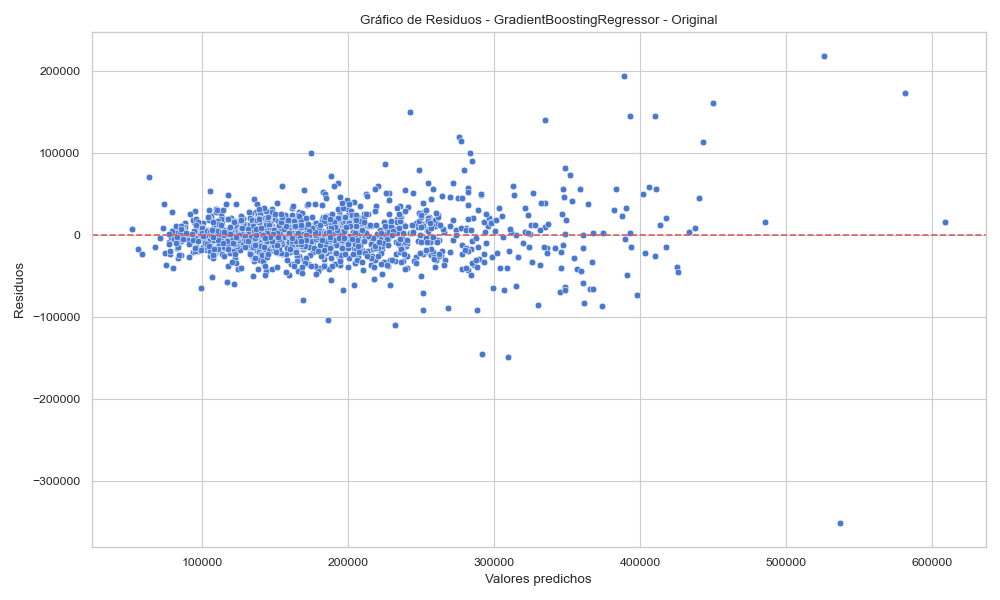 Gráfico de Residuos - GradientBoostingRegressor - Original
200000
100000
0
−100000
−200000
−300000
Residuos
100000 200000 300000 400000 500000 600000
Valores predichos